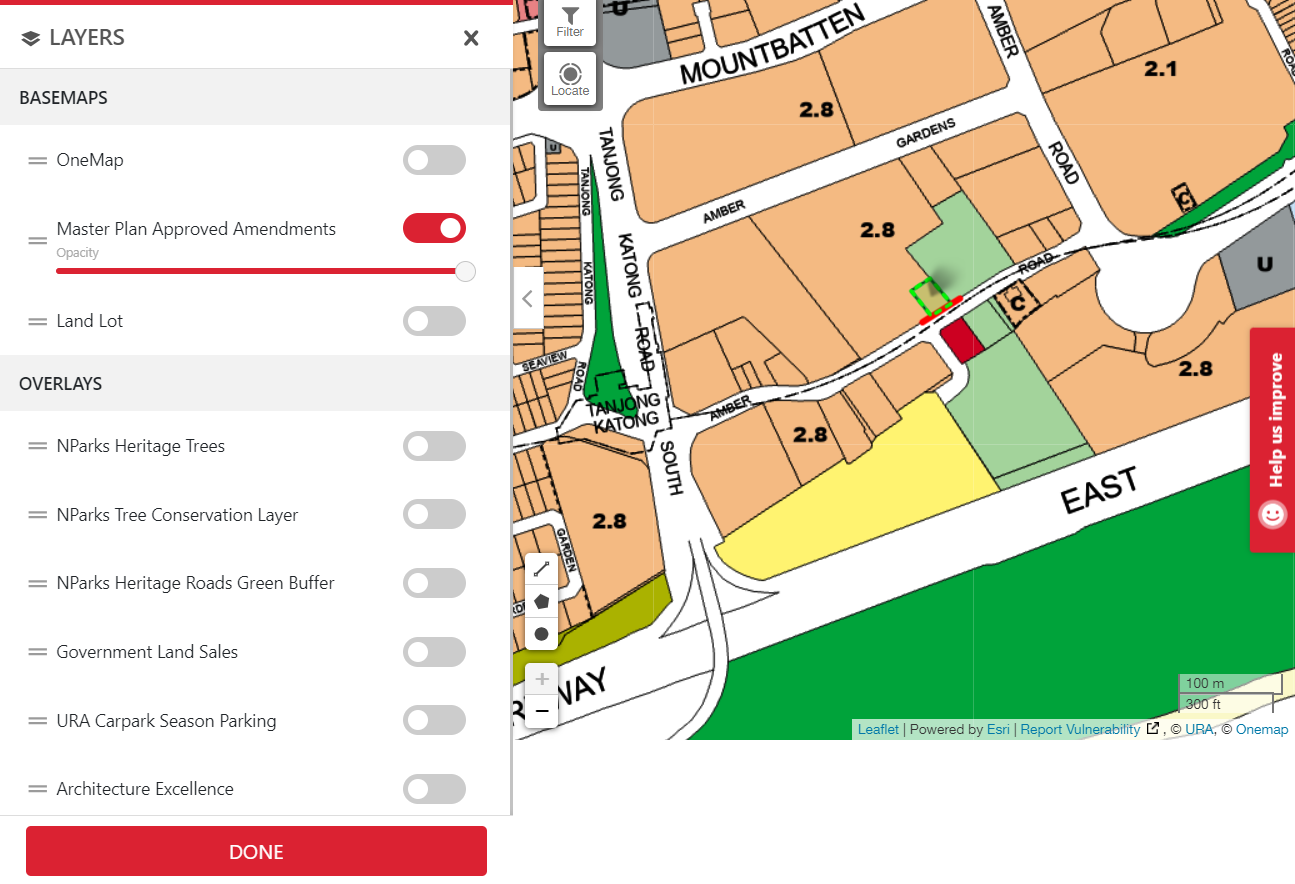 LAYERS
BASEMAPS
OneMap
Master Plan Approved Amendments
Opacity
Land Lot
OVERLAYS
NParks Heritage Trees
NParks Tree Conservation Layer
NParks Heritage Roads Green Buffer
Government Land Sales
URA Carpark Season Parking
Architecture Excellence
DONE
Filter
Locate
U
MOUNTBATTEN
AMBER
ROAD
2.1
2.8
GARDENS
AMBER
TANJONG
KATONG
ROAD
U
TANJONG
KATONG
ROAD
C
2.8
ROAD
C
U
2.8
SEAVIEW
ROAD
TANJONG
KATONG
AMBER
2.8
SOUTH
2.8
GARDEN
EAST
WAY
Help us improve
100 m
300 ft
Leaflet | Powered by Esri | Report Vulnerability , © URA, © Onemap